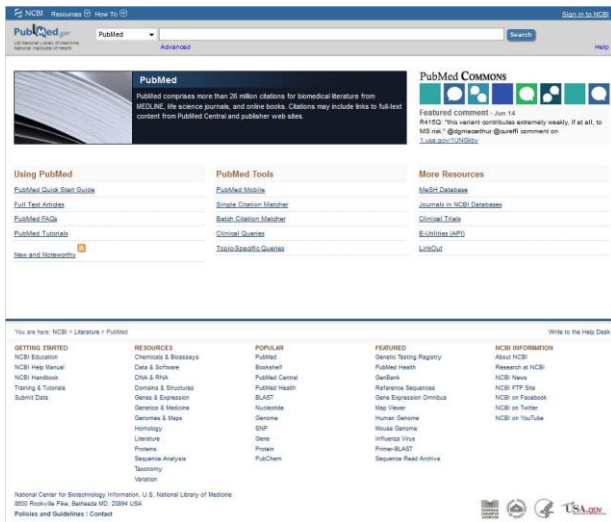 NCBI Resources How To Sign in to NCBI
PubMed.gov PubMed Search
US National Library of Medicine
National Institutes of Health
Advanced Help
PubMed
PubMed comprises more than 26 million citations for biomedical literature from
MEDLINE, life science journals, and online books. Citations may include links to full-text
content from PubMed Central and publisher web sites.
PubMed COMMONS
Featured comment - Jun 14
R415Q: "this variant contributes extremely weakly, if at all, to
MS risk." @dgmacarthur @cureffi comment on
1.usa.gov/1UNGIby
Using PubMed
PubMed Quick Start Guide
Full Text Articles
PubMed FAQs
PubMed Tutorials
New and Noteworthy
PubMed Tools
PubMed Mobile
Single Citation Matcher
Batch Citation Matcher
Clinical Queries
Topic-Specific Queries
More Resources
MeSH Database
Journals in NCBI Databases
Clinical Trials
E-Utilities (API)
LinkOut
You are here: NCBI > Literature > PubMed Write to the Help Desk
GETTING STARTED
NCBI Education
NCBI Help Manual
NCBI Handbook
Training & Tutorials
Submit Data
RESOURCES
Chemicals & Bioassays
Data & Software
DNA & RNA
Domains & Structures
Genes & Expression
Genetics & Medicine
Genomes & Maps
Homology
Literature
Proteins
Sequence Analysis
Taxonomy
Variation
POPULAR
PubMed
Bookshelf
PubMed Central
PubMed Health
BLAST
Nucleotide
Genome
SNP
Gene
Protein
PubChem
FEATURED
Genetic Testing Registry
PubMed Health
GenBank
Reference Sequences
Gene Expression Omnibus
Map Viewer
Human Genome
Mouse Genome
Influenza Virus
Primer-BLAST
Sequence Read Archive
NCBI INFORMATION
About NCBI
Research at NCBI
NCBI News
NCBI FTP Site
NCBI on Facebook
NCBI on Twitter
NCBI on YouTube
National Center for Biotechnology Information, U.S. National Library of Medicine
8600 Rockville Pike, Bethesda MD, 20894 USA
Policies and Guidelines | Contact
USA.gov